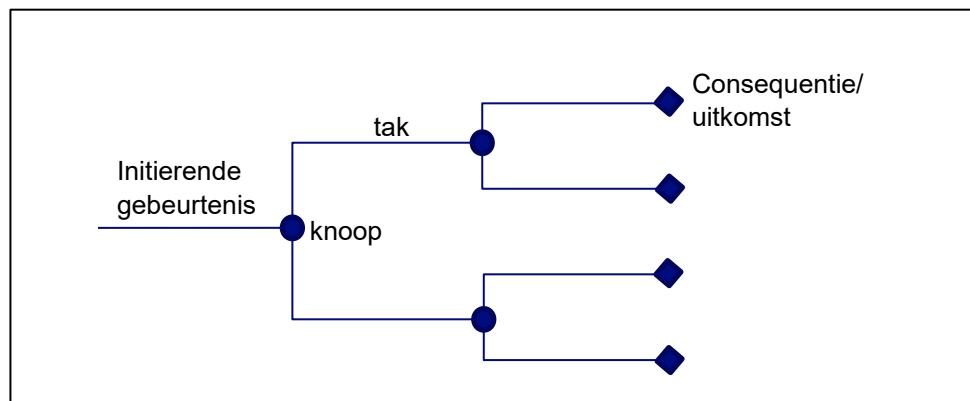 Consequentie/
uitkomst
tak
Initierende
gebeurtenis
knoop